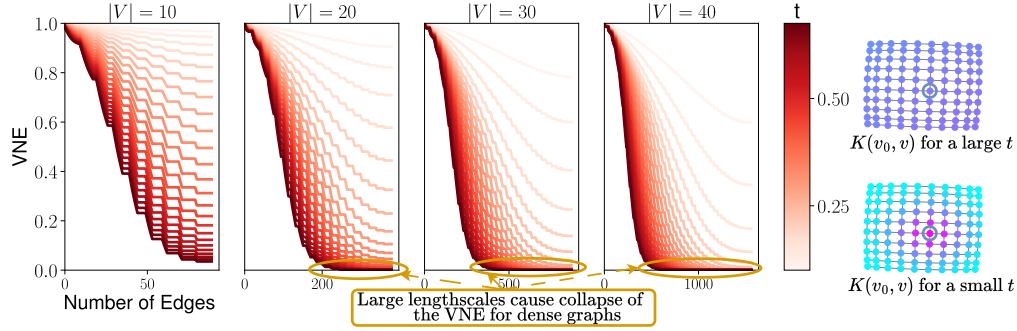 |V| = 10
|V| = 20
|V| = 30
|V| = 40
t
1.0
0.8
0.6
0.4
0.2
0.0
VNE
50
200
500
1000
Number of Edges
0.50
0.25
K(v₀, v) for a large t
K(v₀, v) for a small t
Large lengthscales cause collapse of
the VNE for dense graphs